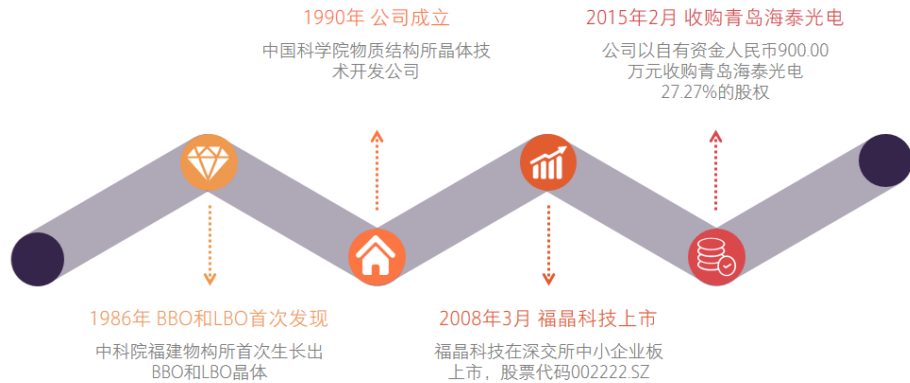 1990年 公司成立
中国科学院物质结构所晶体技
术开发公司
2015年2月 收购青岛海泰光电
公司以自有资金人民币900.00
万元收购青岛海泰光电
27.27%的股权
1986年 BBO和LBO首次发现
中科院福建物构所首次生长出
BBO和LBO晶体
2008年3月 福晶科技上市
福晶科技在深交所中小企业板
上市，股票代码002222.SZ